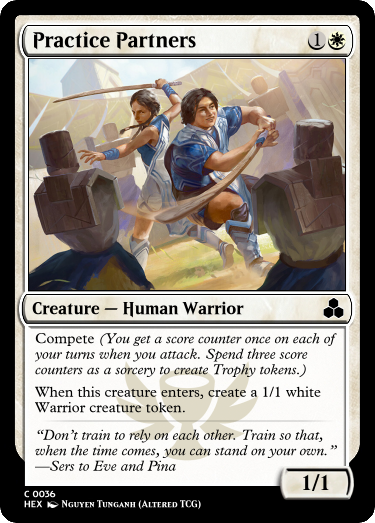 Practice Partners 1
Creature — Human Warrior
Compete (You get a score counter once on each of
your turns when you attack. Spend three score
counters as a sorcery to create Trophy tokens.)
When this creature enters, create a 1/1 white
Warrior creature token.
“Don’t train to rely on each other. Train so that,
when the time comes, you can stand on your own.”
—Sers to Eve and Pina
1/1
C 0036
HEX Nguyen Tunganh (Altered TCG)